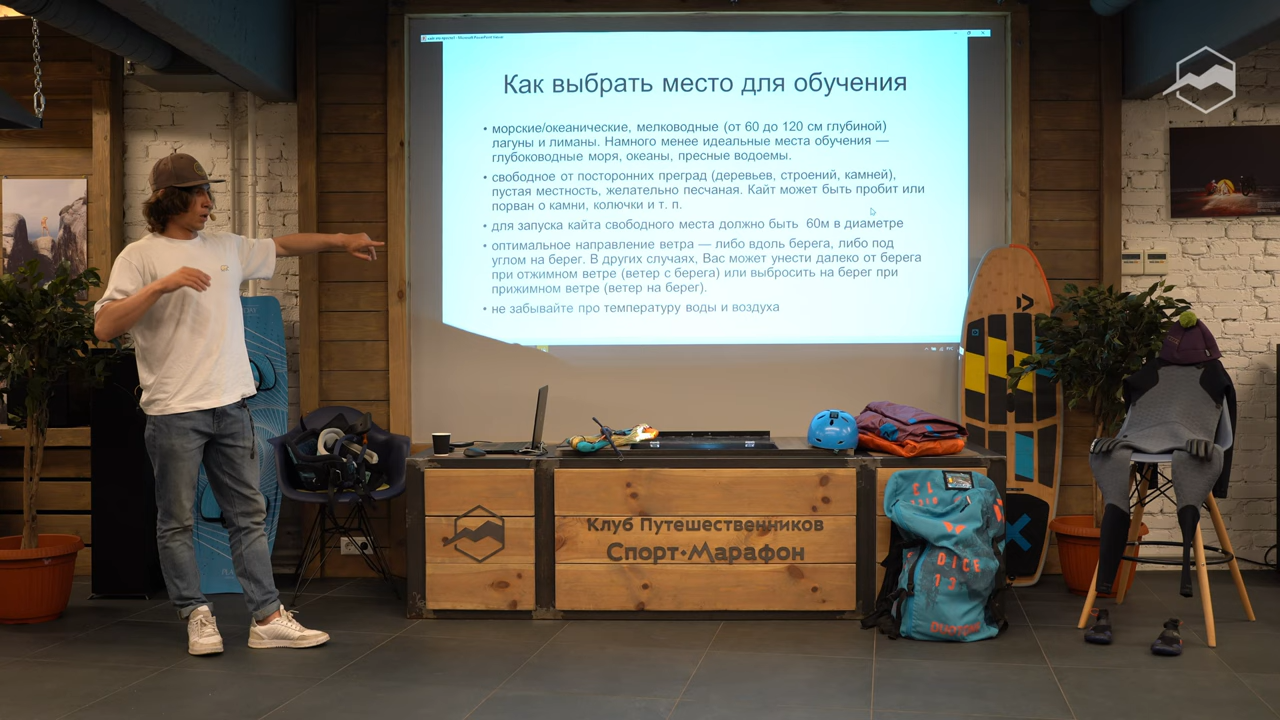 Как выбрать место для обучения
• морские/океанические, мелководные (от 60 до 120 см глубиной)
лагуны и лиманы. Намного менее идеальные места обучения —
глубоководные моря, океаны, пресные водоемы.
• свободное от посторонних преград (деревьев, строений, камней),
пустая местность, желательно песчаная. Кайт может быть пробит или
порван о камни, колючки и т. п.
• для запуска кайта свободного места должно быть 60м в диаметре
• оптимальное направление ветра — либо вдоль берега, либо под
углом на берег. В других случаях, Вас может унести далеко от берега
при отжимном ветре (ветер с берега) или выбросить на берег при
прижимном ветре (ветер на берег).
• не забывайте про температуру воды и воздуха
Клуб Путешественников
Спорт•Марафон
DICE
13
DUOTONE